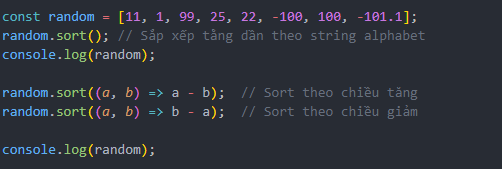 const random = [11, 1, 99, 25, 22, -100, 100, -101.1];
random.sort(); // Sắp xếp tăng dần theo string alphabet
console.log(random);
random.sort((a, b) => a - b);  // Sort theo chiều tăng
random.sort((a, b) => b - a);  // Sort theo chiều giảm
console.log(random);